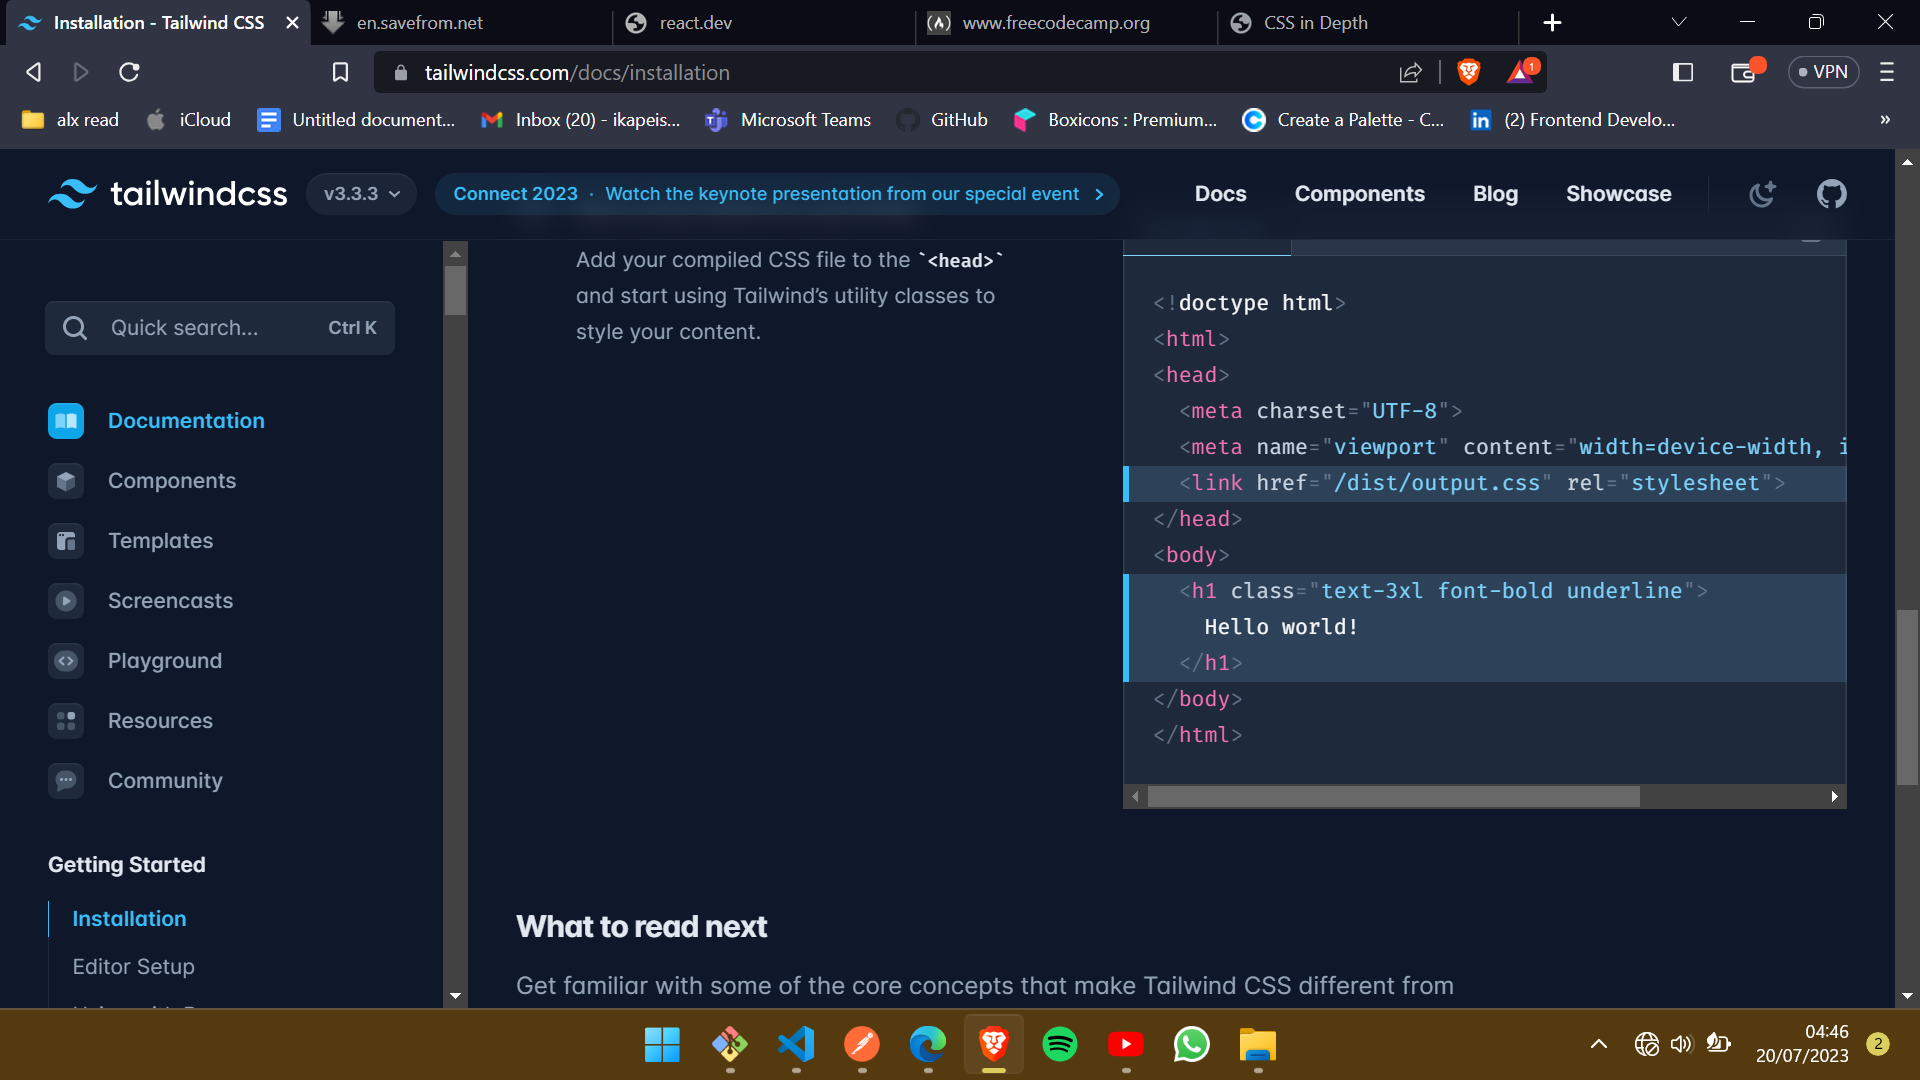 Installation - Tailwind CSS
en.savefrom.net
react.dev
www.freecodecamp.org
CSS in Depth
tailwindcss.com/docs/installation
1
VPN
alx read
iCloud
Untitled document...
Inbox (20) - ikapeis...
Microsoft Teams
GitHub
Boxicons : Premium...
Create a Palette - C...
(2) Frontend Develo...
»
tailwindcss
v3.3.3
Connect 2023 · Watch the keynote presentation from our special event
Docs
Components
Blog
Showcase
Quick search...
Ctrl K
Documentation
Components
Templates
Screencasts
Playground
Resources
Community
Getting Started
Installation
Editor Setup
Add your compiled CSS file to the `<head>`
and start using Tailwind’s utility classes to
style your content.
<!doctype html>
<html>
<head>
<meta charset="UTF-8">
<meta name="viewport" content="width=device-width, i
<link href="/dist/output.css" rel="stylesheet">
</head>
<body>
<h1 class="text-3xl font-bold underline">
Hello world!
</h1>
</body>
</html>
What to read next
Get familiar with some of the core concepts that make Tailwind CSS different from
04:46
20/07/2023
2